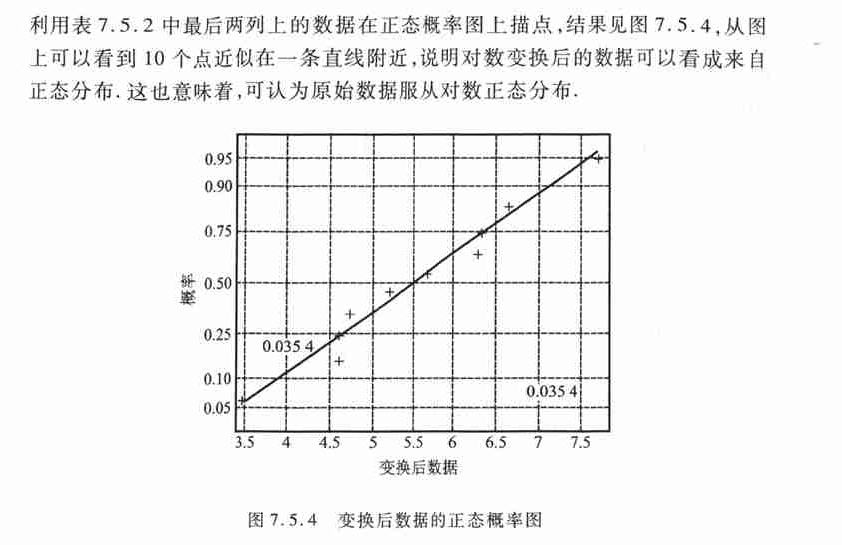 利用表 7.5.2 中最后两列上的数据在正态概率图上描点,结果见图 7.5.4,从图
上可以看到 10 个点近似在一条直线附近,说明对数变换后的数据可以看成来自
正态分布. 这也意味着,可认为原始数据服从对数正态分布.
0.95
0.90
0.75
0.50
0.25
0.10
0.05
概率
0.035 4
0.035 4
3.5 4 4.5 5 5.5 6 6.5 7 7.5
变换后数据
图 7.5.4 变换后数据的正态概率图